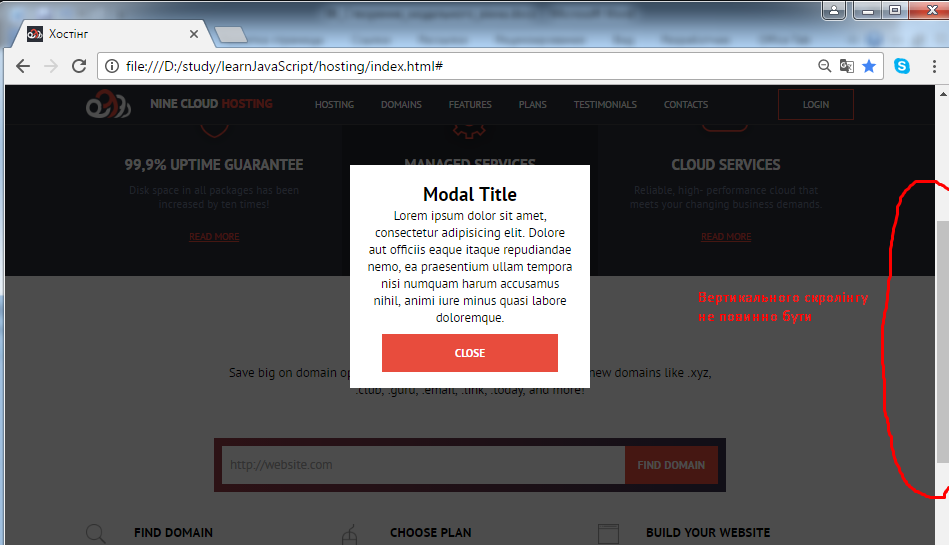 Хостінг
file:///D:/study/learnJavaScript/hosting/index.html#
NINE CLOUD HOSTING
HOSTING
DOMAINS
FEATURES
PLANS
TESTIMONIALS
CONTACTS
LOGIN
99,9% UPTIME GUARANTEE
MANAGED SERVICES
CLOUD SERVICES
Disk space in all packages has been
increased by ten times!
Reliable, high- performance cloud that
meets your changing business demands.
READ MORE
READ MORE
Modal Title
Lorem ipsum dolor sit amet,
consectetur adipisicing elit. Dolore
aut officiis eaque itaque repudiandae
nemo, ea praesentium ullam tempora
nisi numquam harum accusamus
nihil, animi iure minus quasi labore
doloremque.
CLOSE
Вертикального скролінгу
не повинно бути
Save big on domain
new domains like .xyz,
.club, .guru, .email, .link, .today, and more!
http://website.com
FIND DOMAIN
FIND DOMAIN
CHOOSE PLAN
BUILD YOUR WEBSITE